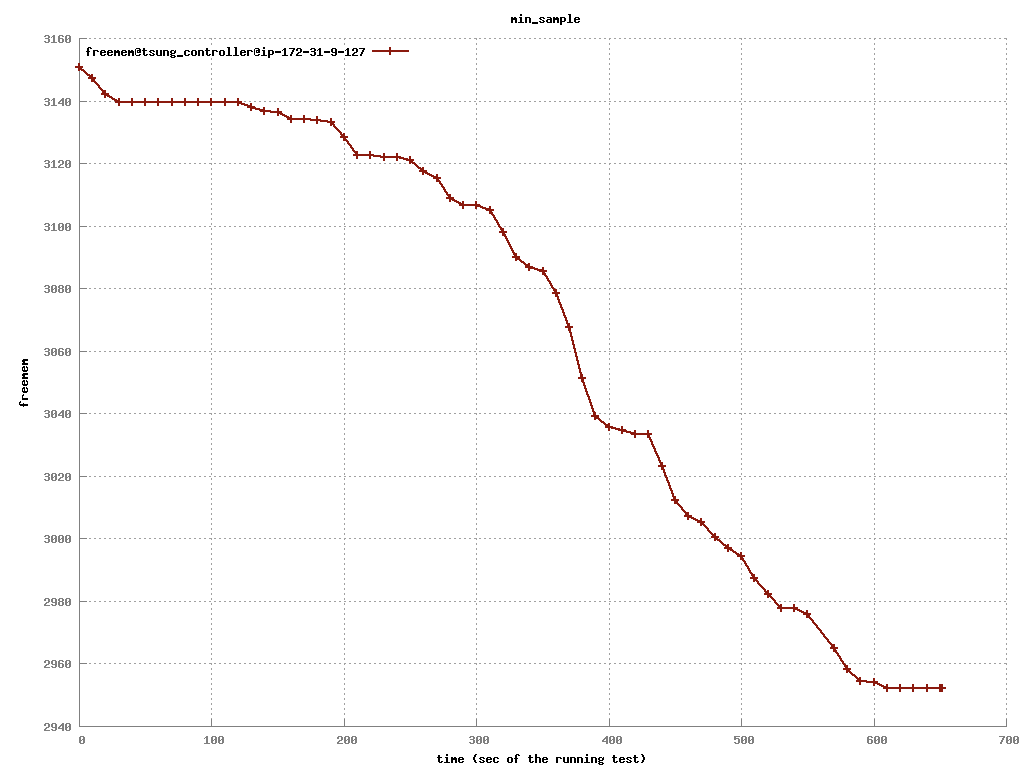 min_sample
freemem@tsung_controller@ip-172-31-9-127
3160
3140
3120
3100
3080
3060
3040
3020
3000
2980
2960
2940
freemem
0 100 200 300 400 500 600 700
time (sec of the running test)